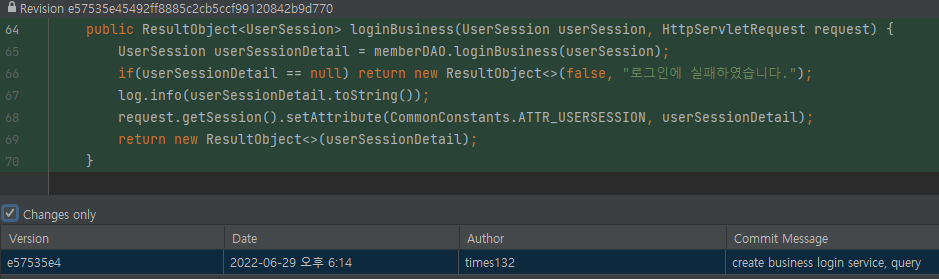 Revision e57535e45492ff8885c2cb5ccf99120842b9d770
64 public ResultObject<UserSession> loginBusiness(UserSession userSession, HttpServletRequest request) {
65 UserSession userSessionDetail = memberDAO.loginBusiness(userSession);
66 if(userSessionDetail == null) return new ResultObject<>(false, "로그인에 실패하였습니다.");
67 log.info(userSessionDetail.toString());
68 request.getSession().setAttribute(CommonConstants.ATTR_USERSESSION, userSessionDetail);
69 return new ResultObject<>(userSessionDetail);
70 }
Changes only
Version Date Author Commit Message
e57535e4 2022-06-29 오후 6:14 times132 create business login service, query